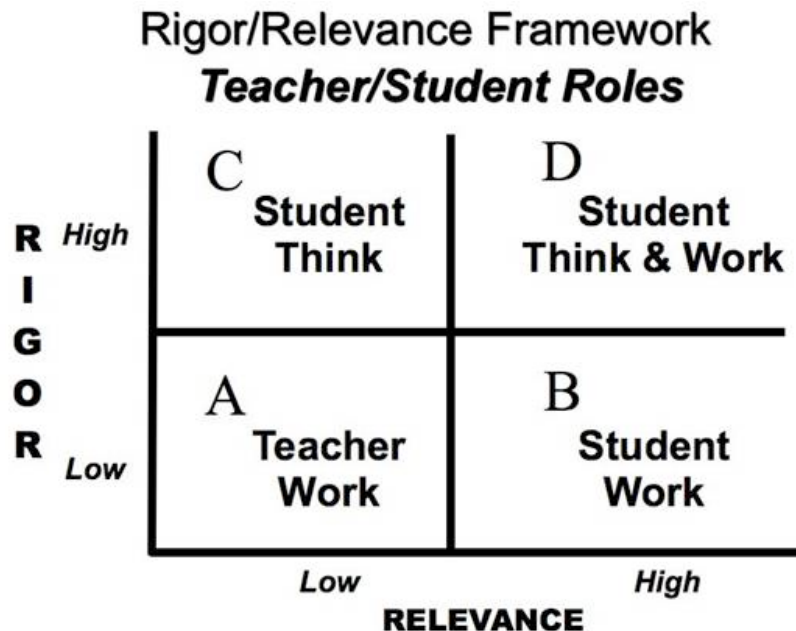 Rigor/Relevance Framework
Teacher/Student Roles
RIGOR
High
Low
C
Student
Think
D
Student
Think & Work
A
Teacher
Work
B
Student
Work
Low
High
RELEVANCE